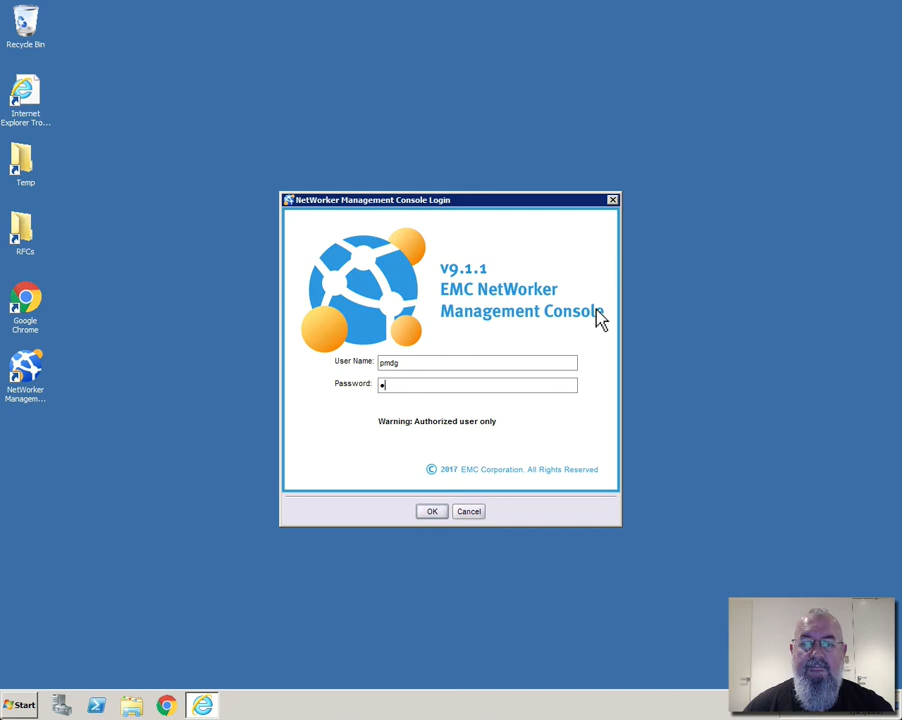 Recycle Bin
Internet
Explorer Tro...
Temp
RFCs
Google
Chrome
NetWorker
Managem...
NetWorker Management Console Login
v9.1.1
EMC NetWorker
Management Console
User Name: pmdg
Password:
Warning: Authorized user only
© 2017 EMC Corporation. All Rights Reserved
OK
Cancel
Start